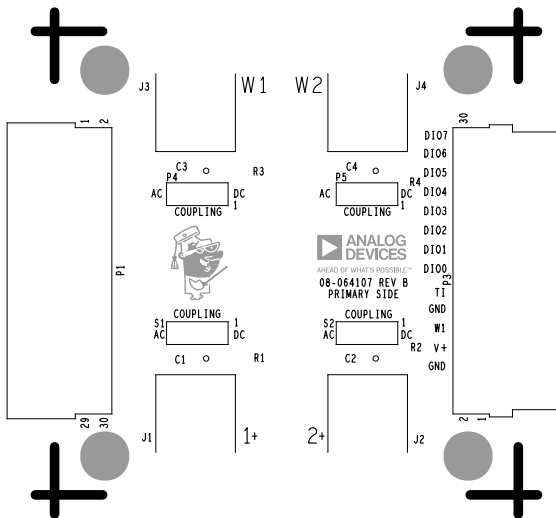 J3
W1
W2
J4
1
2
30
C3
R3
P4
AC
DC
1
COUPLING
C4
P5
R4
AC
DC
1
COUPLING
DIO7
DIO6
DIO5
DIO4
DIO3
DIO2
DIO1
DIO0
TI
GND
W1
V+
GND
P1
P3
ANALOG
DEVICES
AHEAD OF WHAT'S POSSIBLE™
08-064107 REV B
PRIMARY SIDE
COUPLING
S1
1
AC
DC
C1
R1
COUPLING
S2
1
AC
DC
R2
C2
29
30
2
1
J1
1+
2+
J2